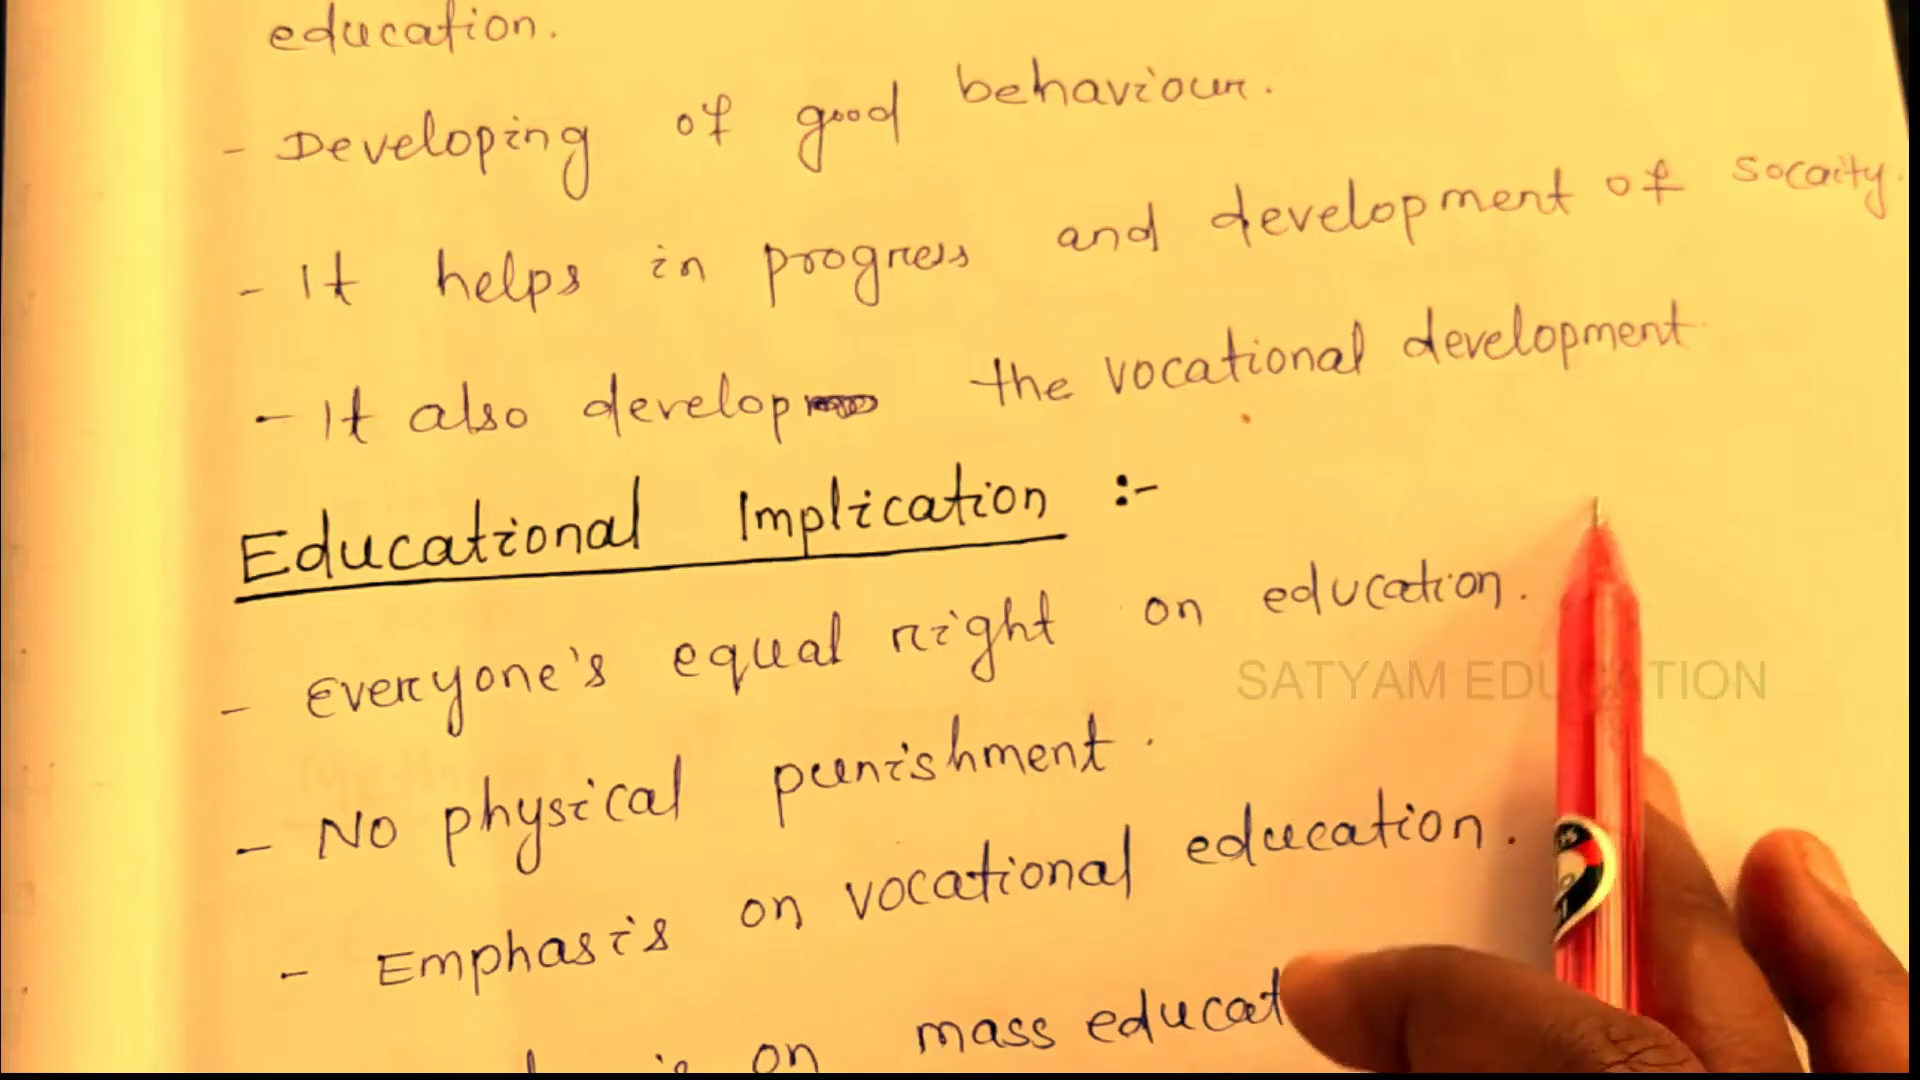 education.
- Developing of good behaviour.
- It helps in progress and development of socaity.
- It also develop the vocational development
Educational Implication :-
- Everyone's equal right on education.
SATYAM EDUCATION
- No physical punishment.
- Emphasis on vocational education.
on mass educat